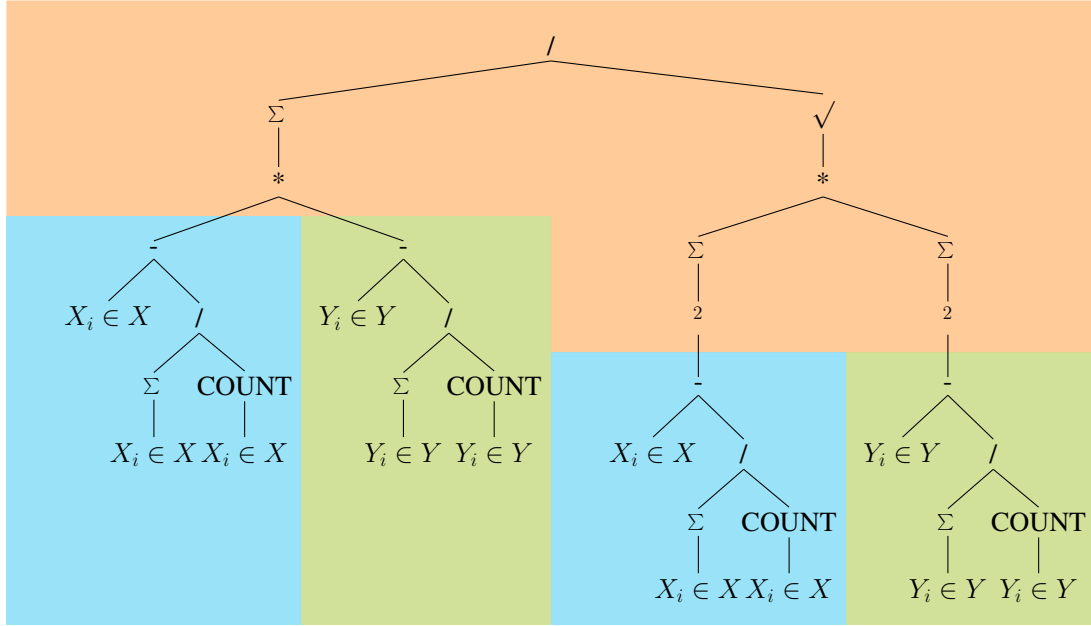 /
Σ √
* *
- - Σ Σ
X_i ∈ X / Y_i ∈ Y / 2 2
Σ COUNT Σ COUNT - -
X_i ∈ X X_i ∈ X Y_i ∈ Y Y_i ∈ Y X_i ∈ X / Y_i ∈ Y /
Σ COUNT Σ COUNT
X_i ∈ X X_i ∈ X Y_i ∈ Y Y_i ∈ Y